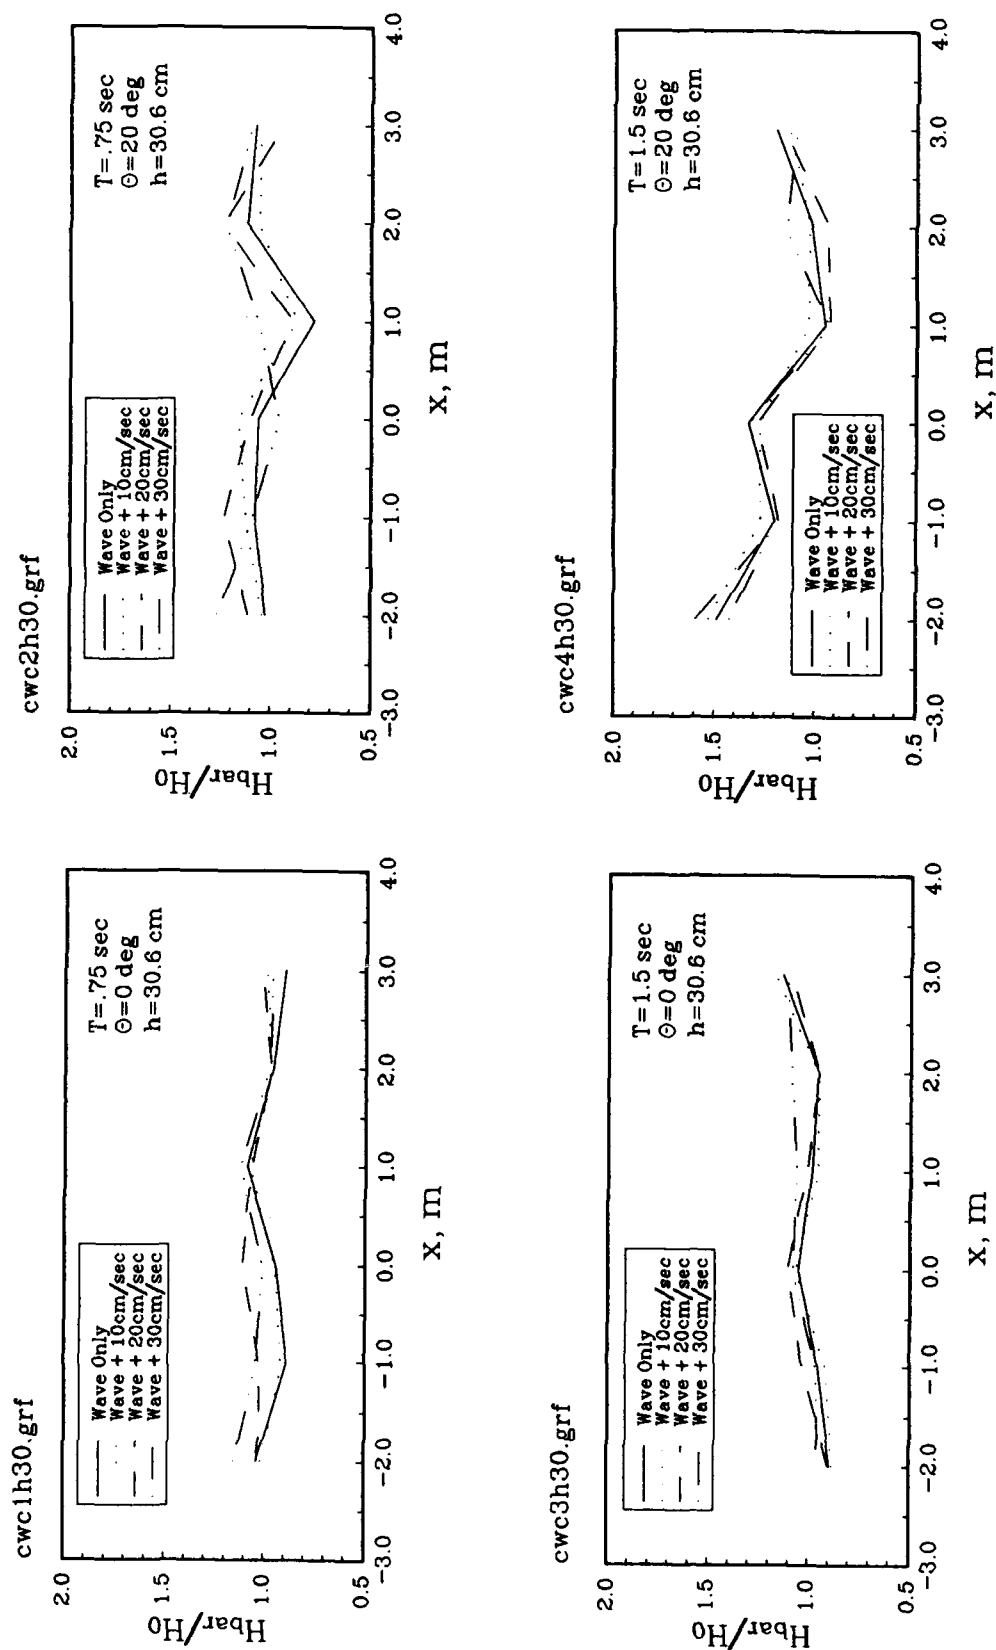 cwc1h30.grf
2.0
1.5
1.0
0.5
Hbar/Ho
Wave Only
Wave + 10cm/sec
Wave + 20cm/sec
Wave + 30cm/sec
T=.75 sec
Θ=0 deg
h=30.6 cm
-3.0 -2.0 -1.0 0.0 1.0 2.0 3.0 4.0
x, m
cwc2h30.grf
2.0
1.5
1.0
0.5
Hbar/Ho
Wave Only
Wave + 10cm/sec
Wave + 20cm/sec
Wave + 30cm/sec
T=.75 sec
Θ=20 deg
h=30.6 cm
-3.0 -2.0 -1.0 0.0 1.0 2.0 3.0 4.0
x, m
cwc3h30.grf
2.0
1.5
1.0
0.5
Hbar/Ho
Wave Only
Wave + 10cm/sec
Wave + 20cm/sec
Wave + 30cm/sec
T=1.5 sec
Θ=0 deg
h=30.6 cm
-3.0 -2.0 -1.0 0.0 1.0 2.0 3.0 4.0
x, m
cwc4h30.grf
2.0
1.5
1.0
0.5
Hbar/Ho
Wave Only
Wave + 10cm/sec
Wave + 20cm/sec
Wave + 30cm/sec
T=1.5 sec
Θ=20 deg
h=30.6 cm
-3.0 -2.0 -1.0 0.0 1.0 2.0 3.0 4.0
x, m